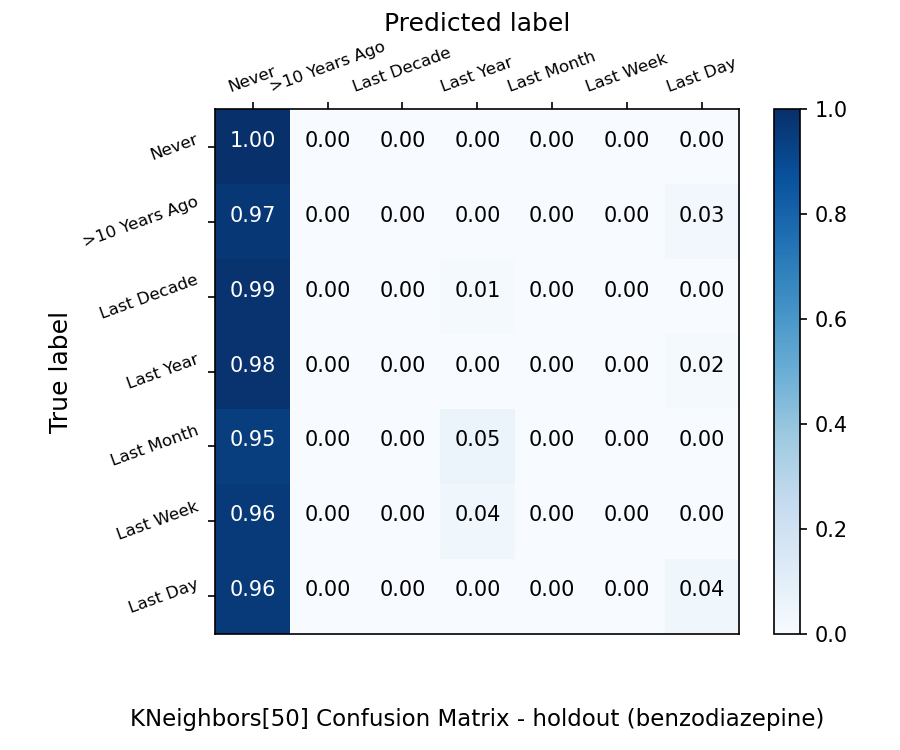 Predicted label
Never >10 Years Ago Last Decade Last Year Last Month Last Week Last Day
True label
Never 1.00 0.00 0.00 0.00 0.00 0.00 0.00
>10 Years Ago 0.97 0.00 0.00 0.00 0.00 0.00 0.03
Last Decade 0.99 0.00 0.00 0.01 0.00 0.00 0.00
Last Year 0.98 0.00 0.00 0.00 0.00 0.00 0.02
Last Month 0.95 0.00 0.00 0.05 0.00 0.00 0.00
Last Week 0.96 0.00 0.00 0.04 0.00 0.00 0.00
Last Day 0.96 0.00 0.00 0.00 0.00 0.00 0.04
1.0
0.8
0.6
0.4
0.2
0.0
KNeighbors[50] Confusion Matrix - holdout (benzodiazepine)